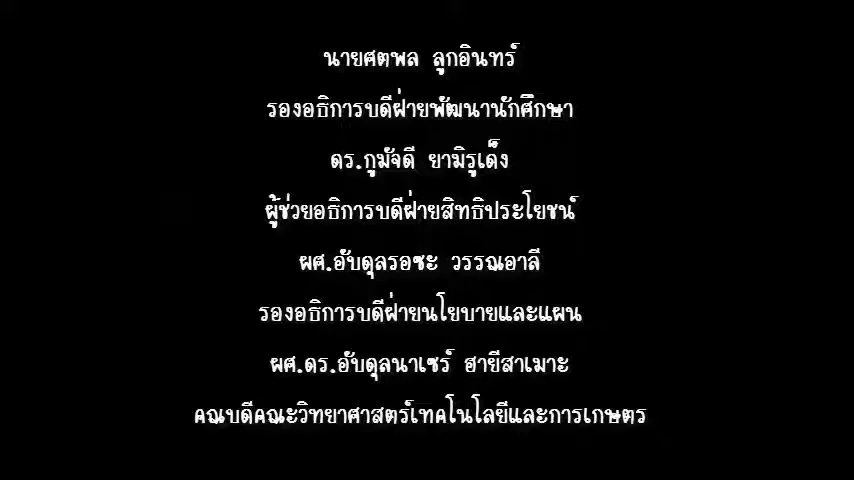 นายศตพล ลูกอินทร์
รองอธิการบดีฝ่ายพัฒนานักศึกษา
ดร.กูมัจดี ยามิรูเด็ง
ผู้ช่วยอธิการบดีฝ่ายสิทธิประโยชน์
ผศ.อับดุลรอซะ วรรณอาลี
รองอธิการบดีฝ่ายนโยบายและแผน
ผศ.ดร.อับดุลนาเซร์ ฮายีสาเมาะ
คณบดีคณะวิทยาศาสตร์เทคโนโลยีและการเกษตร